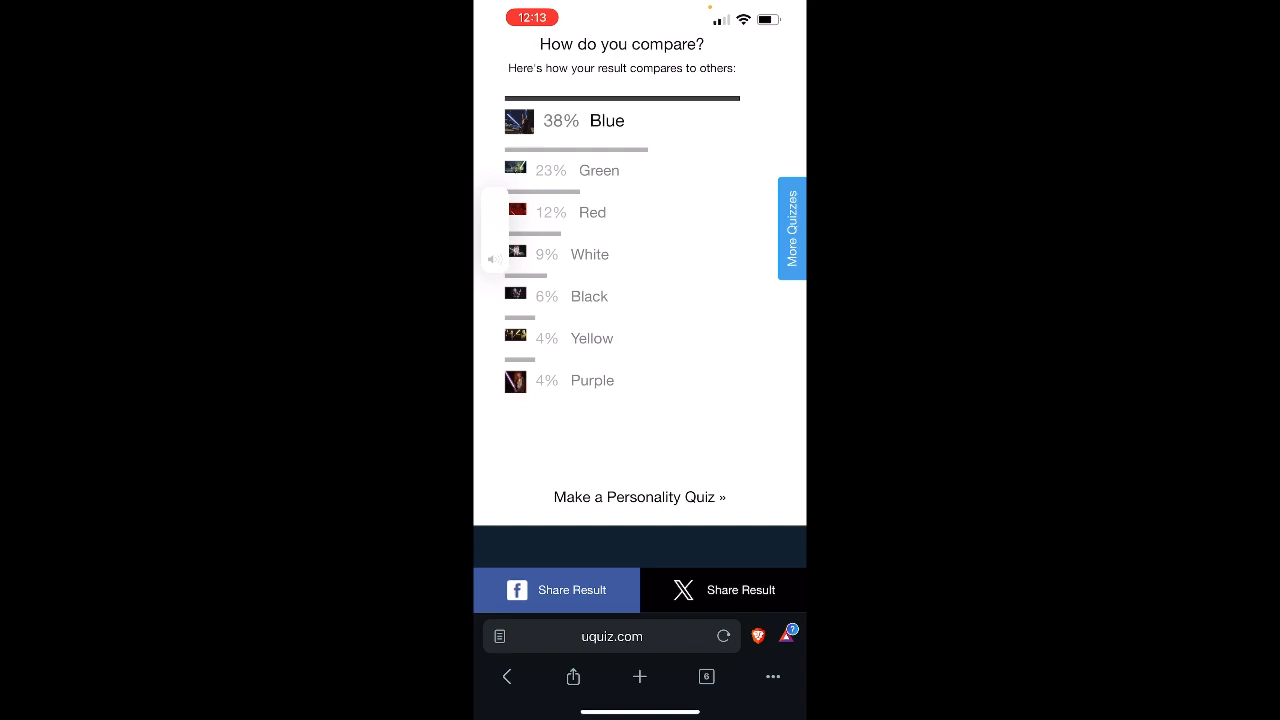 12:13
How do you compare?
Here's how your result compares to others:
38% Blue
23% Green
12% Red
9% White
6% Black
4% Yellow
4% Purple
More Quizzes
Make a Personality Quiz »
f Share Result
X Share Result
uquiz.com
?
6